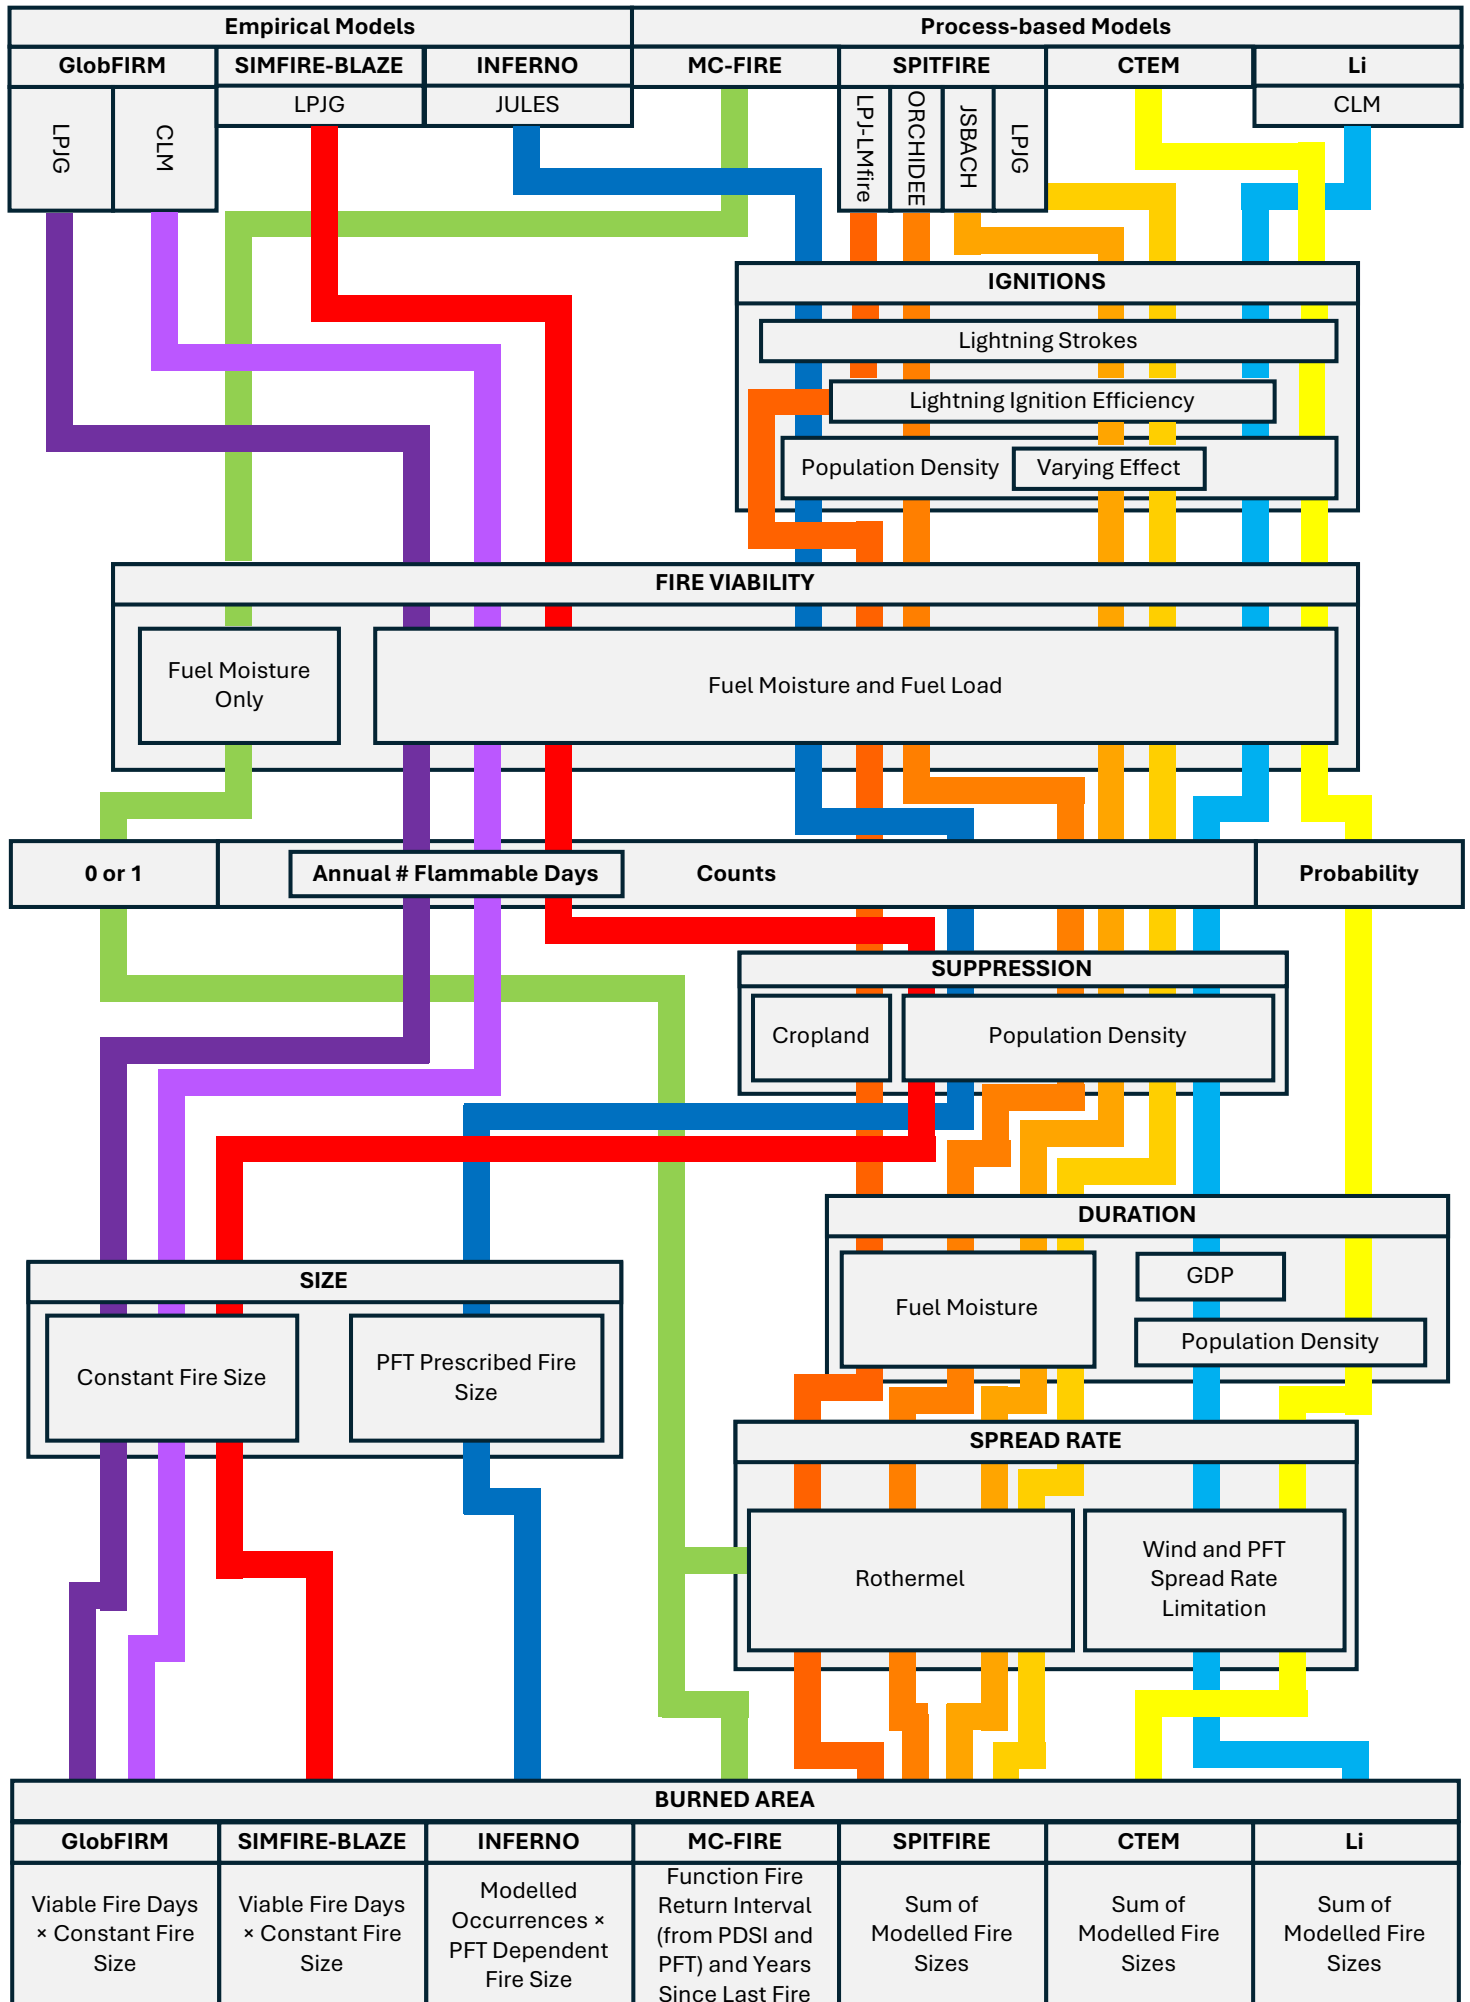 Empirical Models
Process-based Models
GlobFIRM
SIMFIRE-BLAZE
INFERNO
MC-FIRE
SPITFIRE
CTEM
Li
LPJG
CLM
LPJG
JULES
LPJ-LMfire
ORCHIDEE
JSBACH
LPJG
CLM
IGNITIONS
Lightning Strokes
Lightning Ignition Efficiency
Population Density
Varying Effect
FIRE VIABILITY
Fuel Moisture
Only
Fuel Moisture and Fuel Load
0 or 1
Annual # Flammable Days
Counts
Probability
SUPPRESSION
Cropland
Population Density
DURATION
Fuel Moisture
GDP
Population Density
SIZE
Constant Fire Size
PFT Prescribed Fire
Size
SPREAD RATE
Rothermel
Wind and PFT
Spread Rate
Limitation
BURNED AREA
GlobFIRM
SIMFIRE-BLAZE
INFERNO
MC-FIRE
SPITFIRE
CTEM
Li
Viable Fire Days
× Constant Fire
Size
Viable Fire Days
× Constant Fire
Size
Modelled
Occurrences ×
PFT Dependent
Fire Size
Function Fire
Return Interval
(from PDSI and
PFT) and Years
Since Last Fire
Sum of
Modelled Fire
Sizes
Sum of
Modelled Fire
Sizes
Sum of
Modelled Fire
Sizes